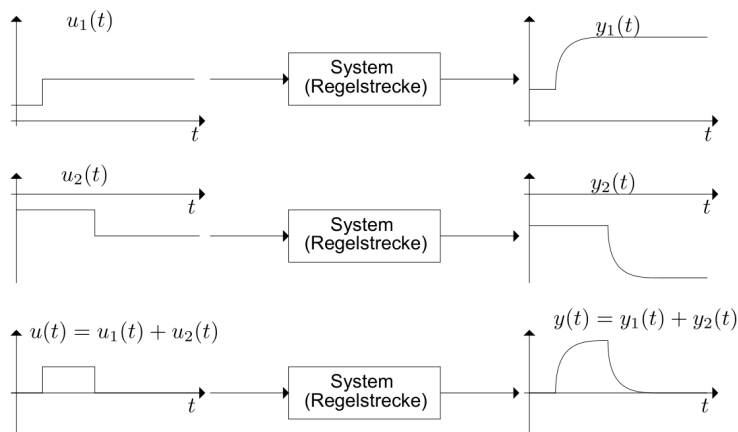 u₁(t)
System
(Regelstrecke)
y₁(t)
t
t
u₂(t)
t
System
(Regelstrecke)
y₂(t)
t
u(t) = u₁(t) + u₂(t)
t
System
(Regelstrecke)
y(t) = y₁(t) + y₂(t)
t